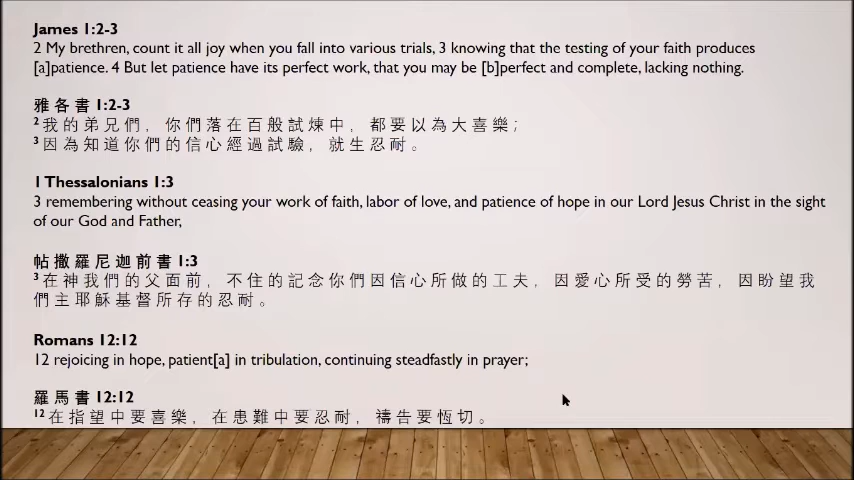 James 1:2-3
2 My brethren, count it all joy when you fall into various trials, 3 knowing that the testing of your faith produces
[a]patience. 4 But let patience have its perfect work, that you may be [b]perfect and complete, lacking nothing.
雅各書 1:2-3
2 我的弟兄們，你們落在百般試煉中，都要以為大喜樂；
3 因為知道你們的信心經過試驗，就生忍耐。
1 Thessalonians 1:3
3 remembering without ceasing your work of faith, labor of love, and patience of hope in our Lord Jesus Christ in the sight
of our God and Father,
帖撒羅尼迦前書 1:3
3 在神我們的父面前，不住的記念你們因信心所做的工夫，因愛心所受的勞苦，因盼望我
們主耶穌基督所存的忍耐。
Romans 12:12
12 rejoicing in hope, patient[a] in tribulation, continuing steadfastly in prayer;
羅馬書 12:12
12 在指望中要喜樂，在患難中要忍耐，禱告要恆切。